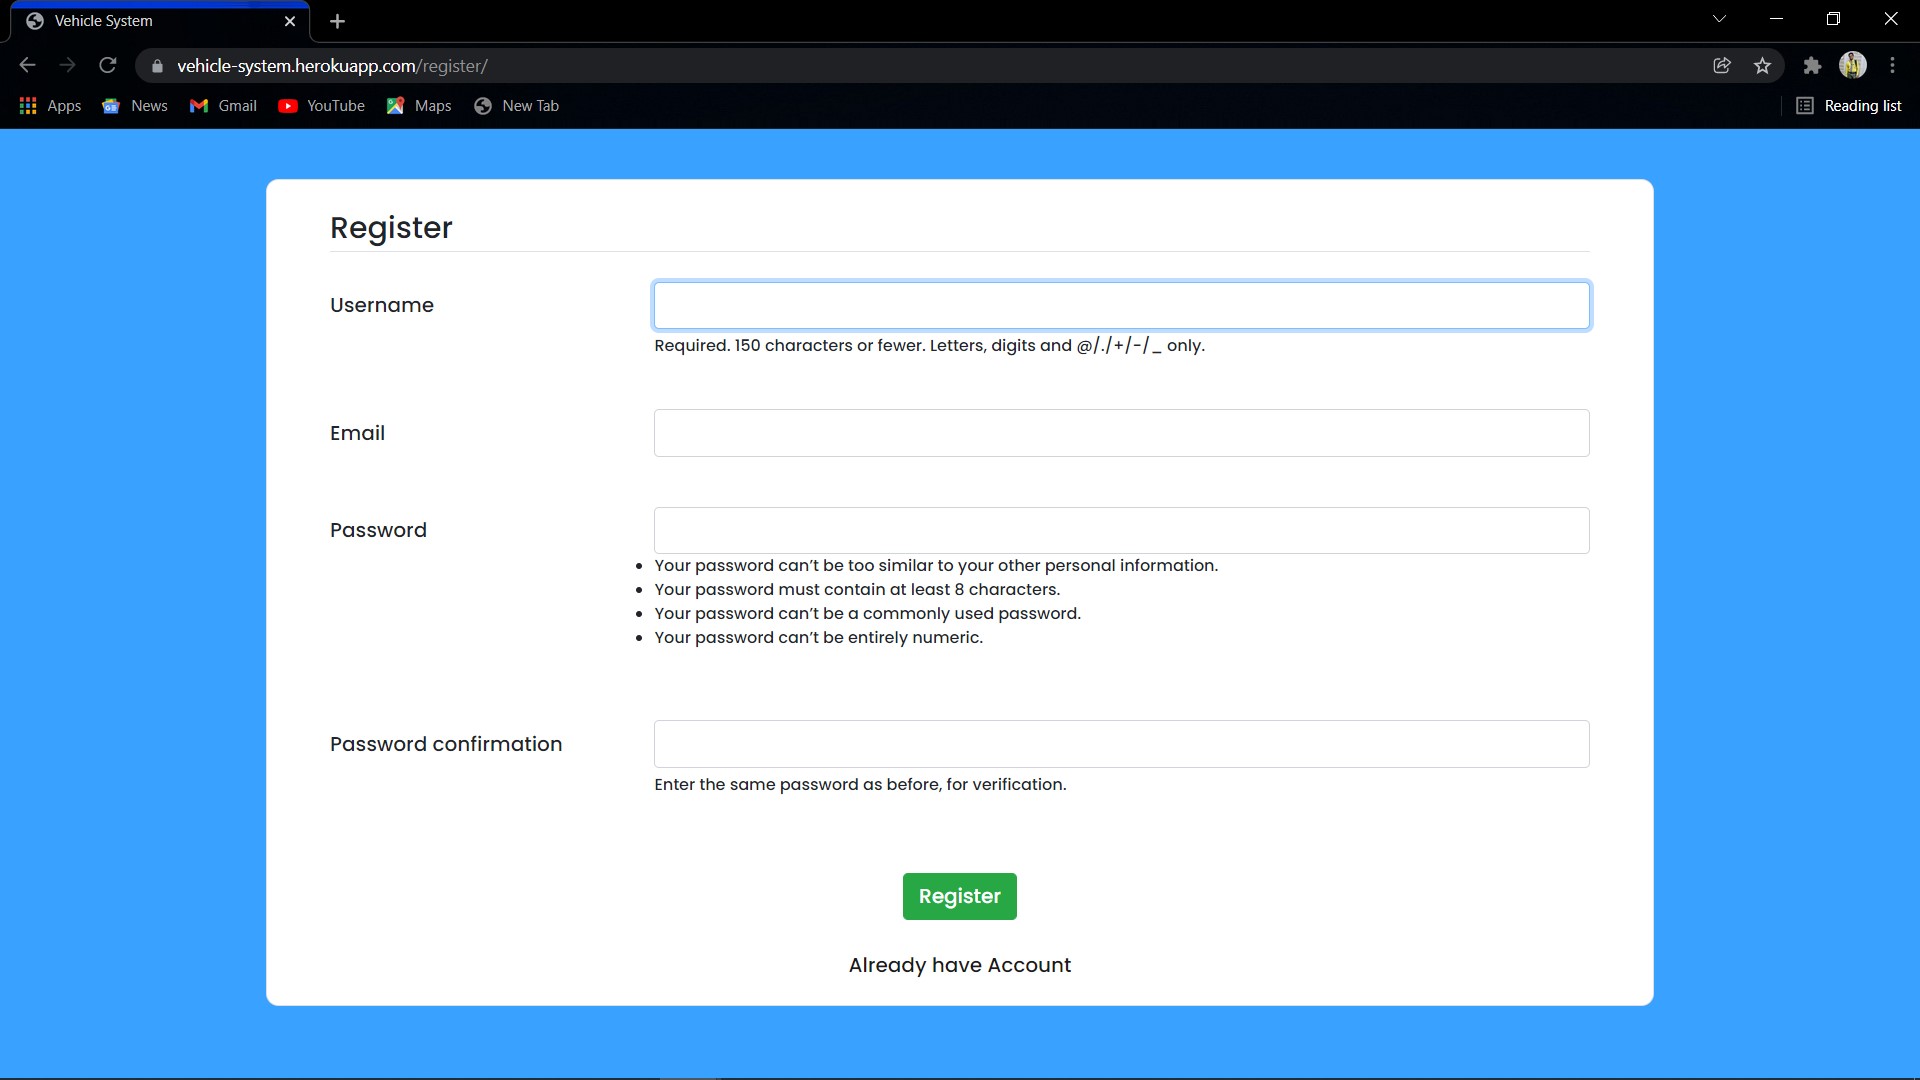 Vehicle System
vehicle-system.herokuapp.com/register/
Apps News Gmail YouTube Maps New Tab Reading list
Register
Username
Required. 150 characters or fewer. Letters, digits and @/./+/-/_ only.
Email
Password
Your password can’t be too similar to your other personal information.
Your password must contain at least 8 characters.
Your password can’t be a commonly used password.
Your password can’t be entirely numeric.
Password confirmation
Enter the same password as before, for verification.
Register
Already have Account